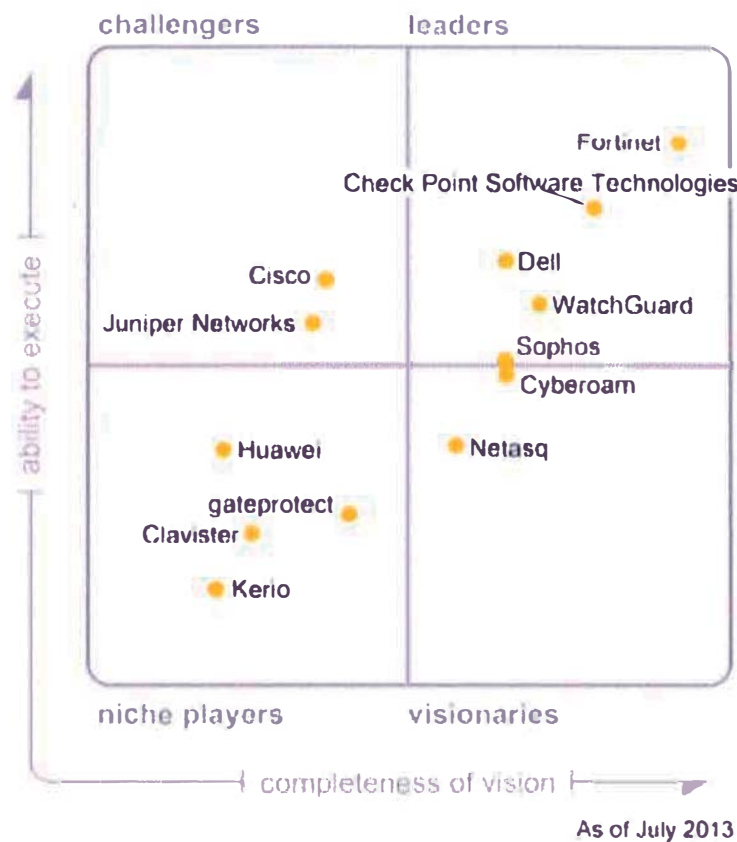 challengers
leaders
Fortinet
Check Point Software Technologies
Dell
Cisco
WatchGuard
Juniper Networks
Sophos
Cyberoam
Huawei
Netasq
gateprotect
Clavister
Kerio
niche players
visionaries
ability to execute
completeness of vision
As of July 2013